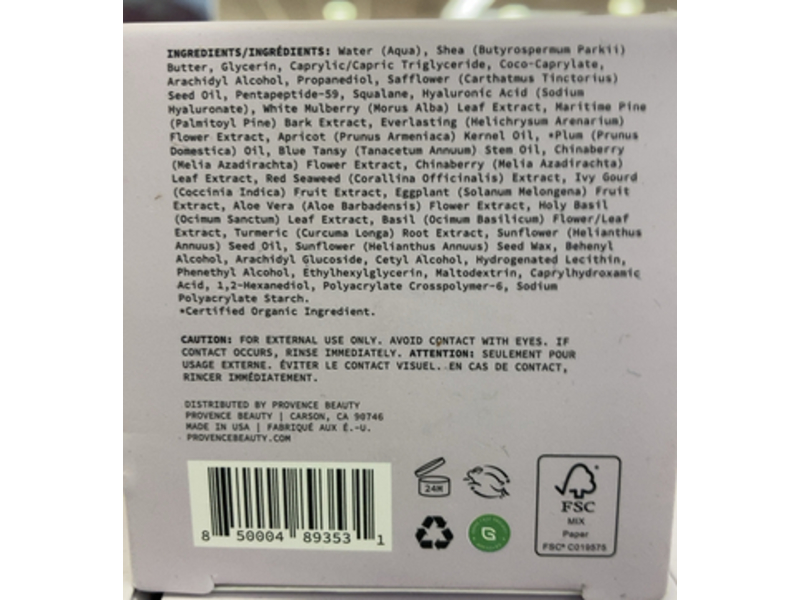 INGREDIENTS/INGRÉDIENTS: Water (Aqua), Shea (Butyrospermum Parkii)
Butter, Glycerin, Caprylic/Capric Triglyceride, Coco-Caprylate,
Arachidyl Alcohol, Propanediol, Safflower (Carthatmus Tinctorius)
Seed Oil, Pentapeptide-59, Squalane, Hyaluronic Acid (Sodium
Hyaluronate), White Mulberry (Morus Alba) Leaf Extract, Maritime Pine
(Palmitoyl Pine) Bark Extract, Everlasting (Helichrysum Arenarium)
Flower Extract, Apricot (Prunus Armeniaca) Kernel Oil, *Plum (Prunus
Domestica) Oil, Blue Tansy (Tanacetum Annuum) Stem Oil, Chinaberry
(Melia Azadirachta) Flower Extract, Chinaberry (Melia Azadirachta)
Leaf Extract, Red Seaweed (Corallina Officinalis) Extract, Ivy Gourd
(Coccinia Indica) Fruit Extract, Eggplant (Solanum Melongena) Fruit
Extract, Aloe Vera (Aloe Barbadensis) Flower Extract, Holy Basil
(Ocimum Sanctum) Leaf Extract, Basil (Ocimum Basilicum) Flower/Leaf
Extract, Turmeric (Curcuma Longa) Root Extract, Sunflower (Helianthus
Annuus) Seed Oil, Sunflower (Helianthus Annuus) Seed Wax, Behenyl
Alcohol, Arachidyl Glucoside, Cetyl Alcohol, Hydrogenated Lecithin,
Phenethyl Alcohol, Ethylhexylglycerin, Maltodextrin, Caprylhydroxamic
Acid, 1,2-Hexanediol, Polyacrylate Crosspolymer-6, Sodium
Polyacrylate Starch.
*Certified Organic Ingredient.
CAUTION: FOR EXTERNAL USE ONLY. AVOID CONTACT WITH EYES. IF
CONTACT OCCURS, RINSE IMMEDIATELY. ATTENTION: SEULEMENT POUR
USAGE EXTERNE. ÉVITER LE CONTACT VISUEL. EN CAS DE CONTACT,
RINCER IMMÉDIATEMENT.
DISTRIBUTED BY PROVENCE BEAUTY
PROVENCE BEAUTY | CARSON, CA 90746
MADE IN USA | FABRIQUÉ AUX É.-U.
PROVENCEBEAUTY.COM
8 50004 89353 1
24M
G
FSC
MIX
Paper
FSC® C019575